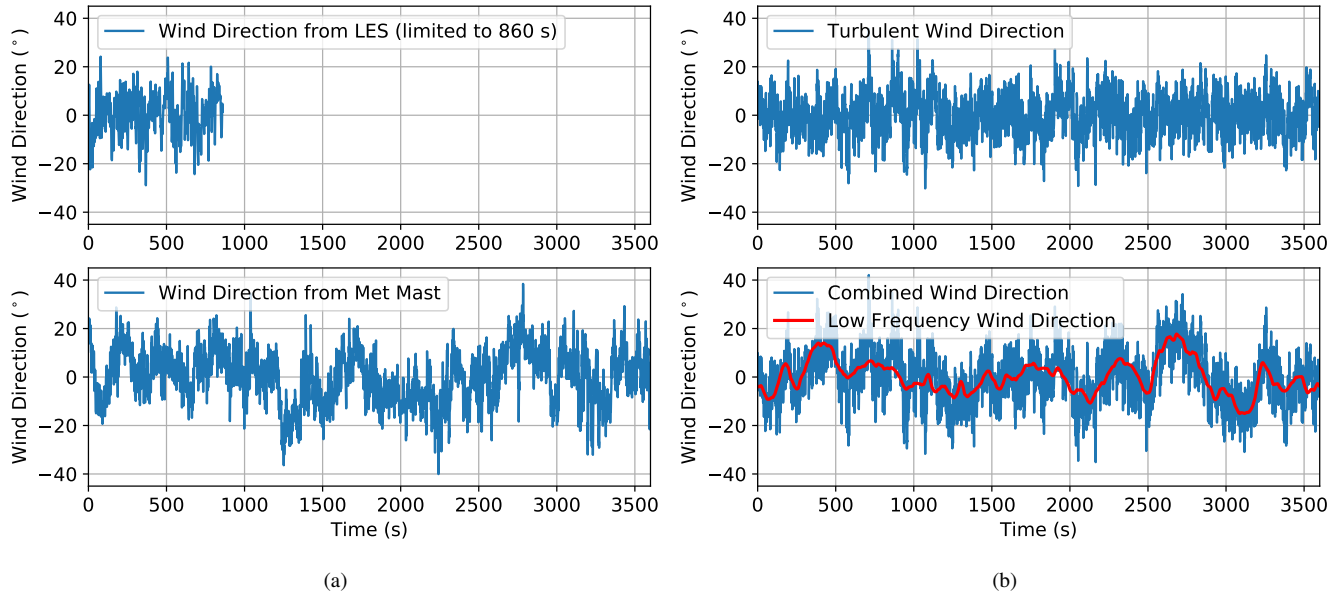 Wind Direction (°)
40
20
0
−20
−40
Wind Direction from LES (limited to 860 s)
0 500 1000 1500 2000 2500 3000 3500
Wind Direction (°)
40
20
0
−20
−40
Wind Direction from Met Mast
0 500 1000 1500 2000 2500 3000 3500
Time (s)
(a)
Wind Direction (°)
40
20
0
−20
−40
Turbulent Wind Direction
0 500 1000 1500 2000 2500 3000 3500
Wind Direction (°)
40
20
0
−20
−40
Combined Wind Direction
Low Frequency Wind Direction
0 500 1000 1500 2000 2500 3000 3500
Time (s)
(b)